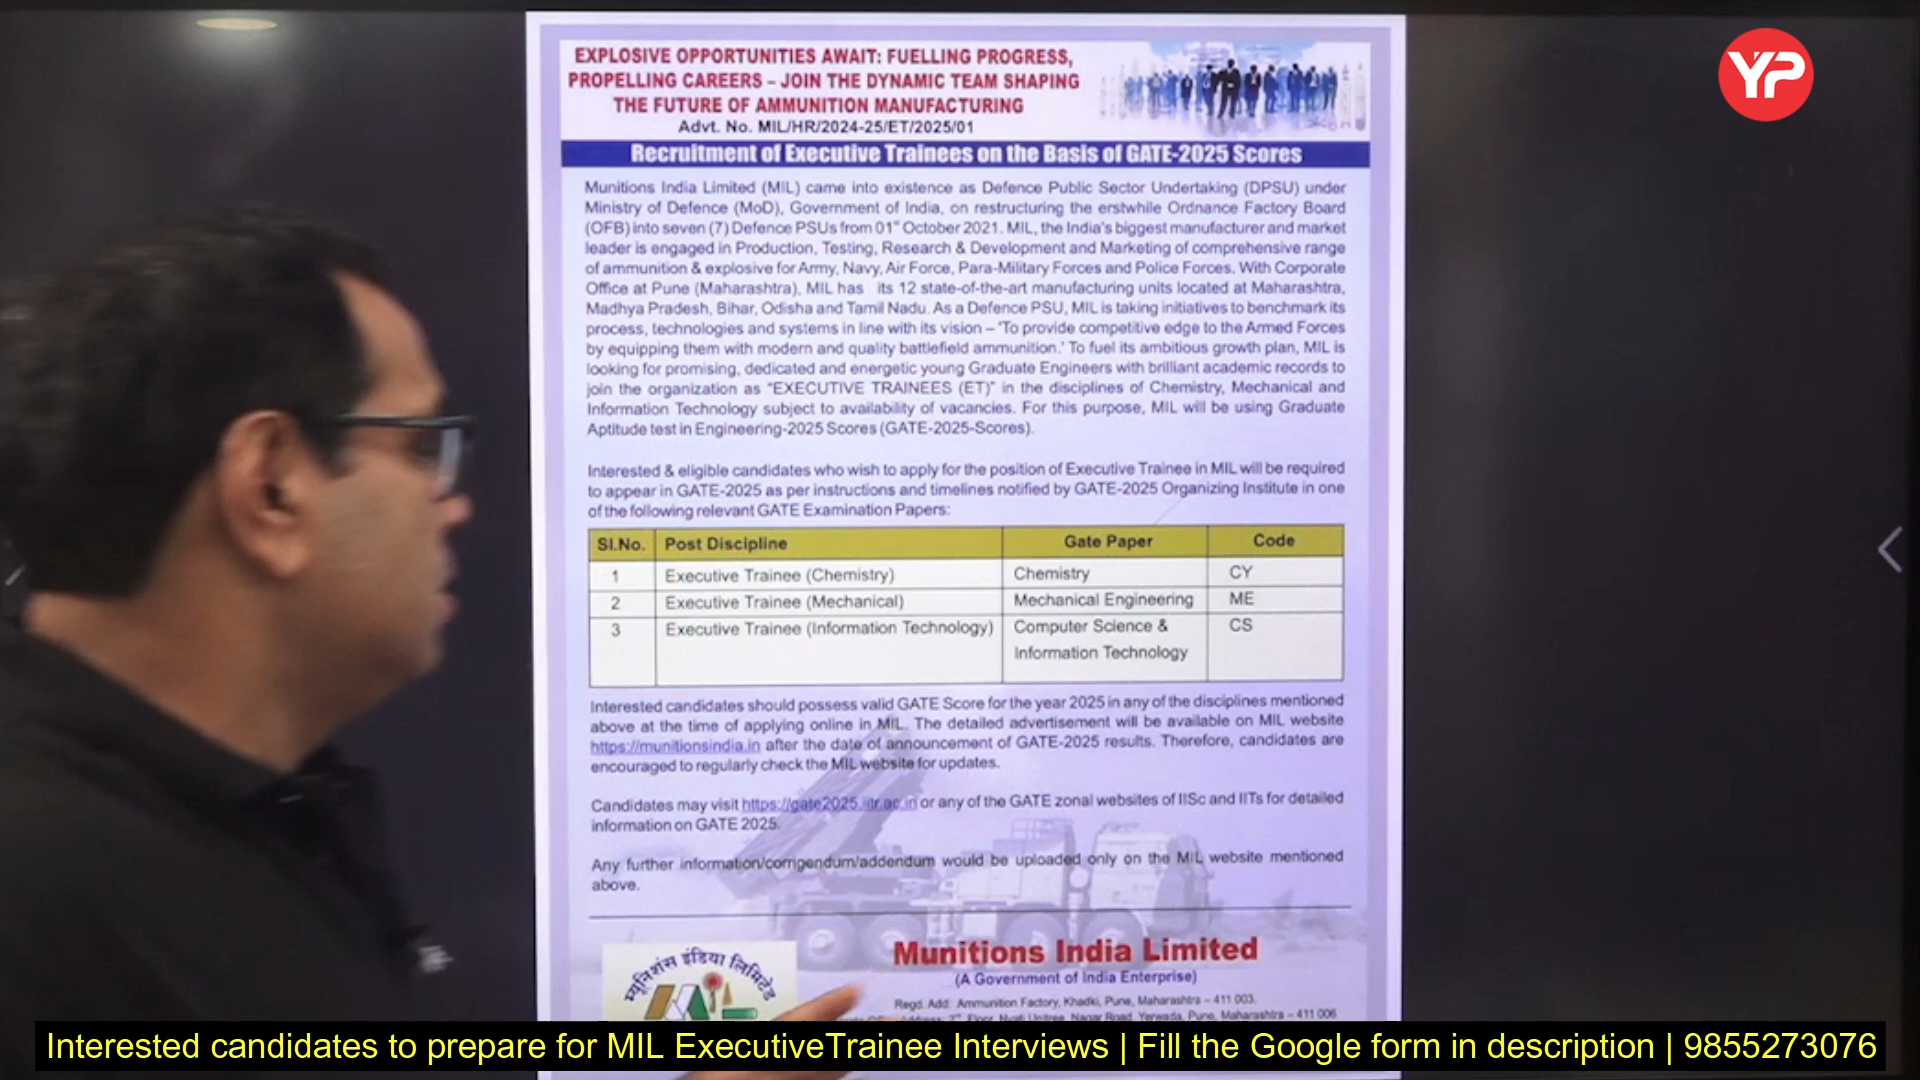 YP
EXPLOSIVE OPPORTUNITIES AWAIT: FUELLING PROGRESS,
PROPELLING CAREERS – JOIN THE DYNAMIC TEAM SHAPING
THE FUTURE OF AMMUNITION MANUFACTURING
Advt. No. MIL/HR/2024-25/ET/2025/01
Recruitment of Executive Trainees on the Basis of GATE-2025 Scores
Munitions India Limited (MIL) came into existence as Defence Public Sector Undertaking (DPSU) under
Ministry of Defence (MoD), Government of India, on restructuring the erstwhile Ordnance Factory Board
(OFB) into seven (7) Defence PSUs from 01st October 2021. MIL, the India's biggest manufacturer and market
leader is engaged in Production, Testing, Research & Development and Marketing of comprehensive range
of ammunition & explosive for Army, Navy, Air Force, Para-Military Forces and Police Forces. With Corporate
Office at Pune (Maharashtra), MIL has its 12 state-of-the-art manufacturing units located at Maharashtra,
Madhya Pradesh, Bihar, Odisha and Tamil Nadu. As a Defence PSU, MIL is taking initiatives to benchmark its
process, technologies and systems in line with its vision – 'To provide competitive edge to the Armed Forces
by equipping them with modern and quality battlefield ammunition.' To fuel its ambitious growth plan, MIL is
looking for promising, dedicated and energetic young Graduate Engineers with brilliant academic records to
join the organization as "EXECUTIVE TRAINEES (ET)" in the disciplines of Chemistry, Mechanical and
Information Technology subject to availability of vacancies. For this purpose, MIL will be using Graduate
Aptitude test in Engineering-2025 Scores (GATE-2025-Scores).
Interested & eligible candidates who wish to apply for the position of Executive Trainee in MIL will be required
to appear in GATE-2025 as per instructions and timelines notified by GATE-2025 Organizing Institute in one
of the following relevant GATE Examination Papers:
Sl.No. Post Discipline Gate Paper Code
1 Executive Trainee (Chemistry) Chemistry CY
2 Executive Trainee (Mechanical) Mechanical Engineering ME
3 Executive Trainee (Information Technology) Computer Science & CS
Information Technology
Interested candidates should possess valid GATE Score for the year 2025 in any of the disciplines mentioned
above at the time of applying online in MIL. The detailed advertisement will be available on MIL website
https://munitionsindia.in after the date of announcement of GATE-2025 results. Therefore, candidates are
encouraged to regularly check the MIL website for updates.
Candidates may visit https://gate2025.iitr.ac.in or any of the GATE zonal websites of IISc and IITs for detailed
information on GATE 2025.
Any further information/corrigendum/addendum would be uploaded only on the MIL website mentioned
above.
म्यूनिशंस इंडिया लिमिटेड
Munitions India Limited
(A Government of India Enterprise)
Regd. Add: Ammunition Factory, Khadki, Pune, Maharashtra – 411 003.
Address: Floor, Nyati Unitree, Nagar Road, Yerwada, Pune, Maharashtra – 411 006
Interested candidates to prepare for MIL ExecutiveTrainee Interviews | Fill the Google form in description | 9855273076